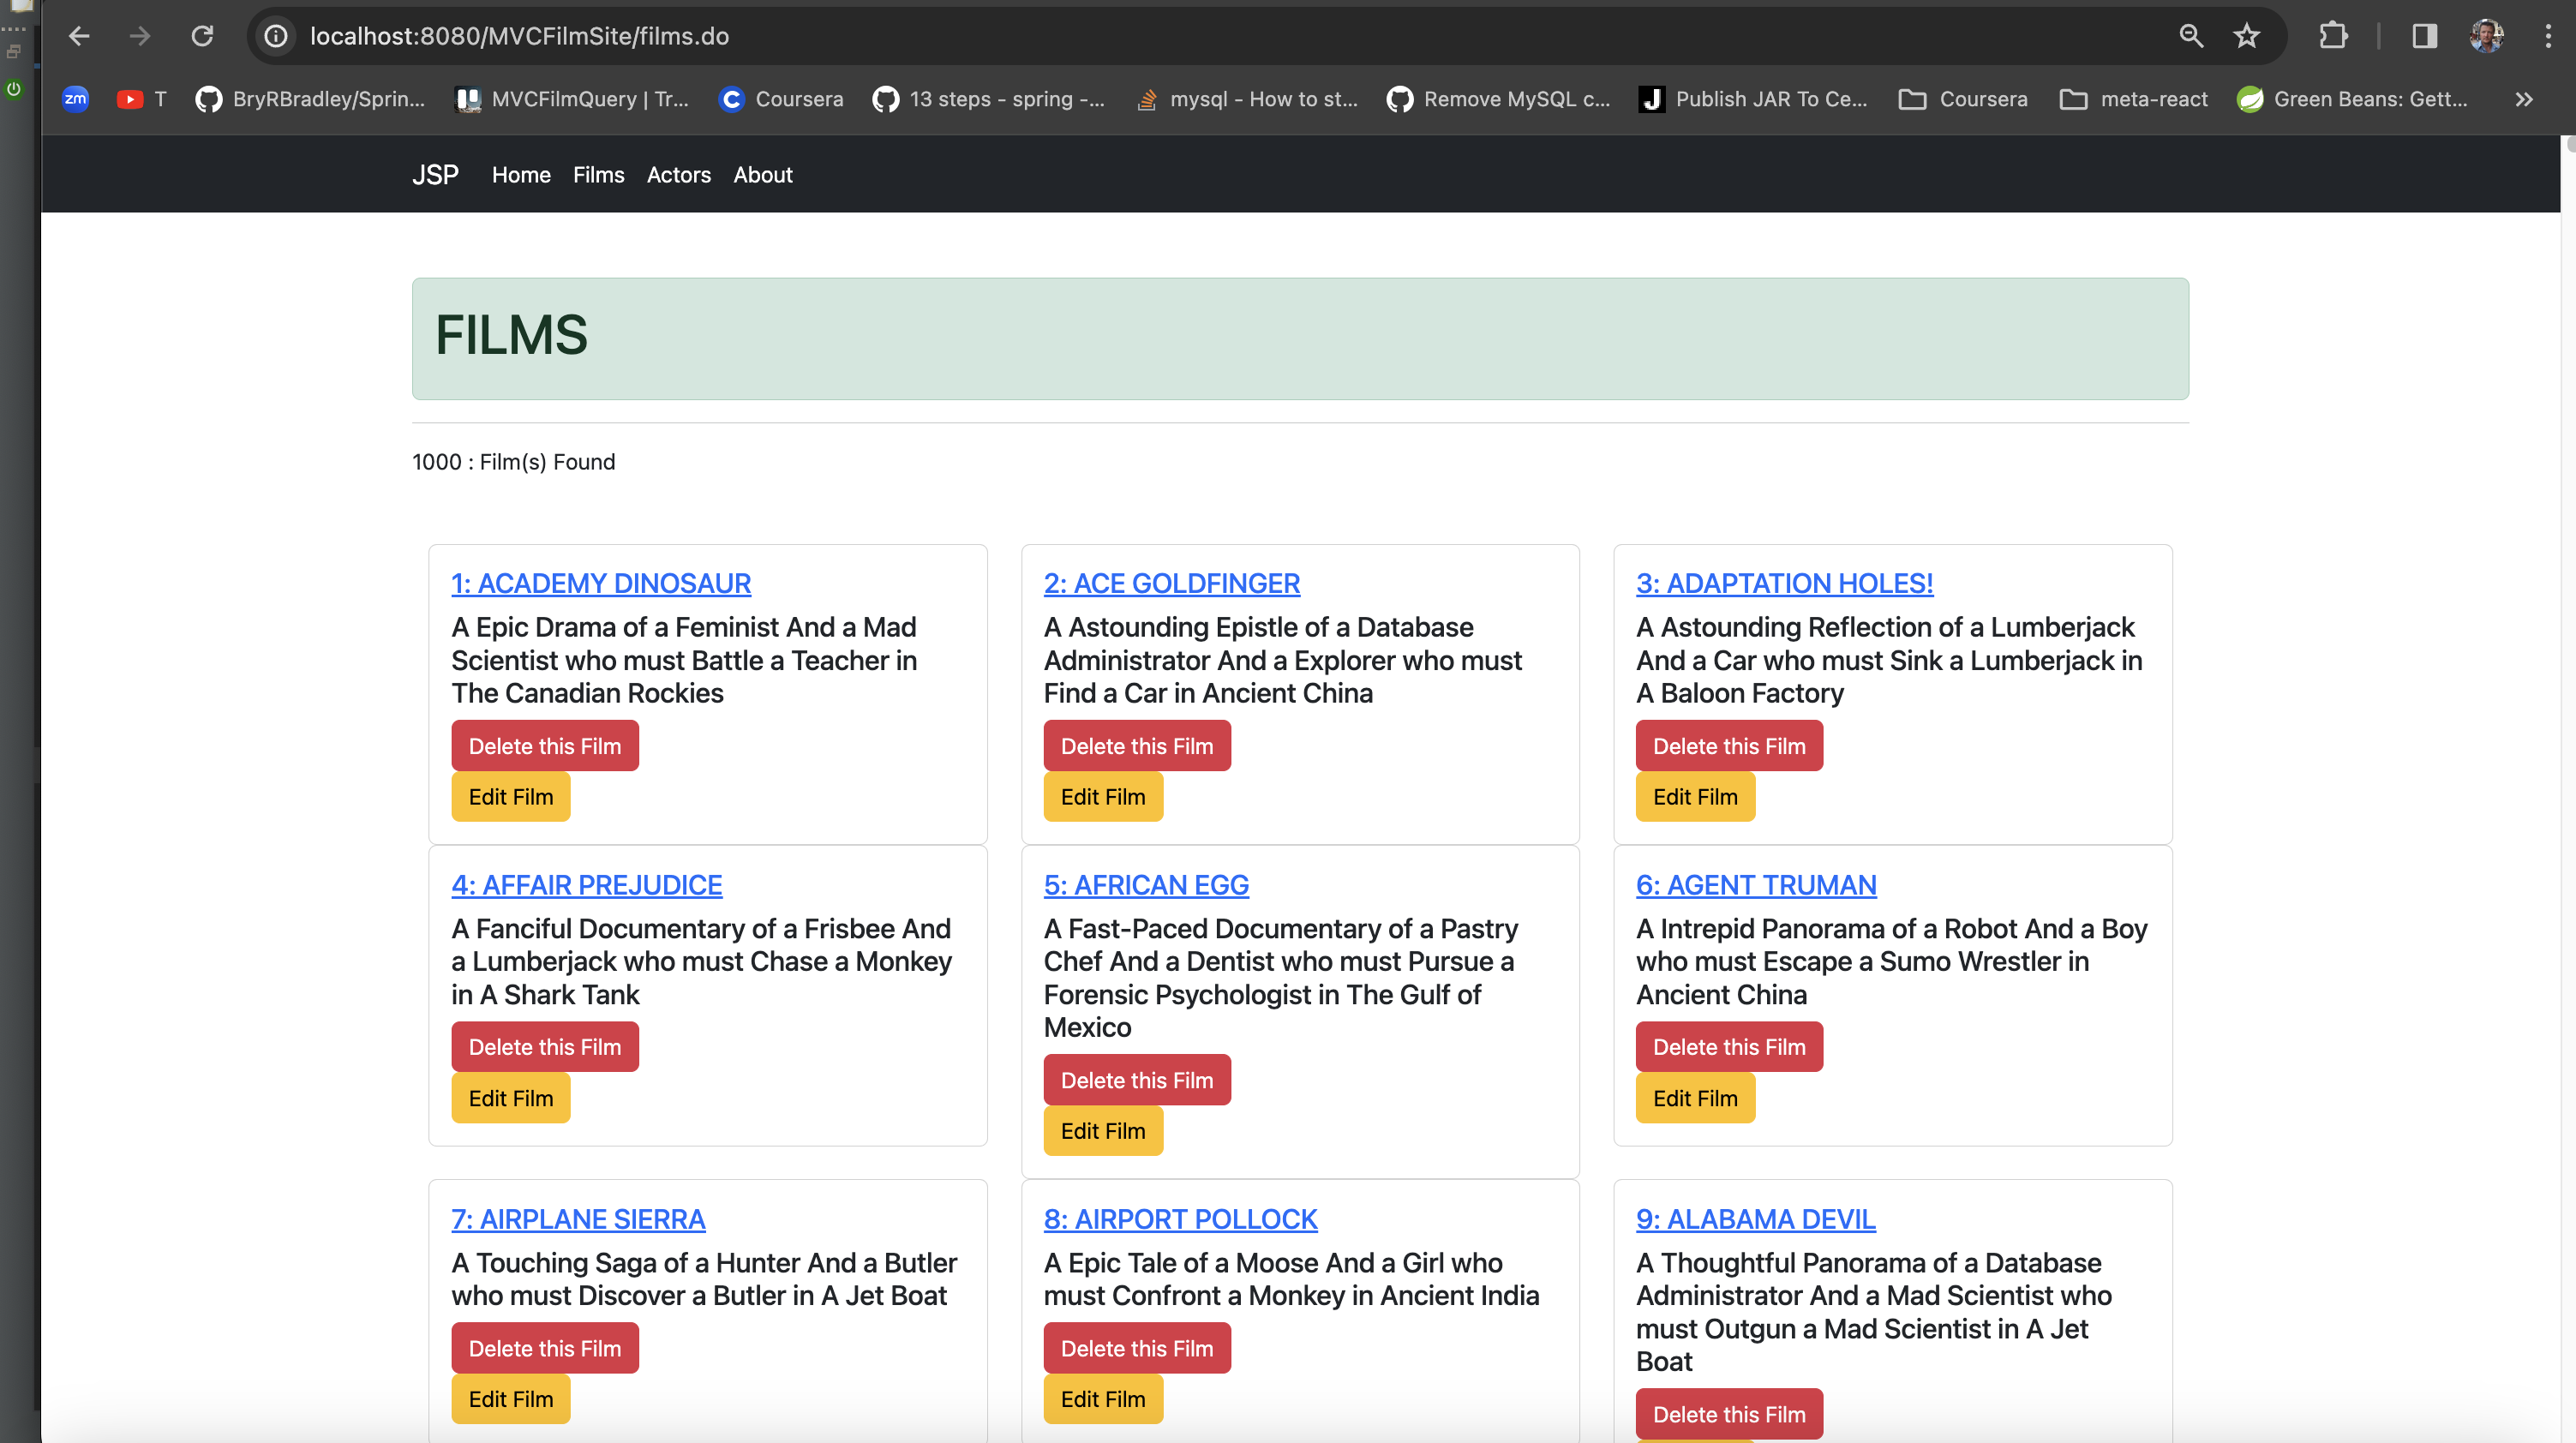 localhost:8080/MVCFilmSite/films.do
zm T BryRBradley/Sprin... MVCFilmQuery | Tr... Coursera 13 steps - spring -... mysql - How to st... Remove MySQL c... Publish JAR To Ce... Coursera meta-react Green Beans: Gett... »
JSP Home Films Actors About
FILMS
1000 : Film(s) Found
1: ACADEMY DINOSAUR
A Epic Drama of a Feminist And a Mad
Scientist who must Battle a Teacher in
The Canadian Rockies
Delete this Film
Edit Film
2: ACE GOLDFINGER
A Astounding Epistle of a Database
Administrator And a Explorer who must
Find a Car in Ancient China
Delete this Film
Edit Film
3: ADAPTATION HOLES!
A Astounding Reflection of a Lumberjack
And a Car who must Sink a Lumberjack in
A Baloon Factory
Delete this Film
Edit Film
4: AFFAIR PREJUDICE
A Fanciful Documentary of a Frisbee And
a Lumberjack who must Chase a Monkey
in A Shark Tank
Delete this Film
Edit Film
5: AFRICAN EGG
A Fast-Paced Documentary of a Pastry
Chef And a Dentist who must Pursue a
Forensic Psychologist in The Gulf of
Mexico
Delete this Film
Edit Film
6: AGENT TRUMAN
A Intrepid Panorama of a Robot And a Boy
who must Escape a Sumo Wrestler in
Ancient China
Delete this Film
Edit Film
7: AIRPLANE SIERRA
A Touching Saga of a Hunter And a Butler
who must Discover a Butler in A Jet Boat
Delete this Film
Edit Film
8: AIRPORT POLLOCK
A Epic Tale of a Moose And a Girl who
must Confront a Monkey in Ancient India
Delete this Film
Edit Film
9: ALABAMA DEVIL
A Thoughtful Panorama of a Database
Administrator And a Mad Scientist who
must Outgun a Mad Scientist in A Jet
Boat
Delete this Film